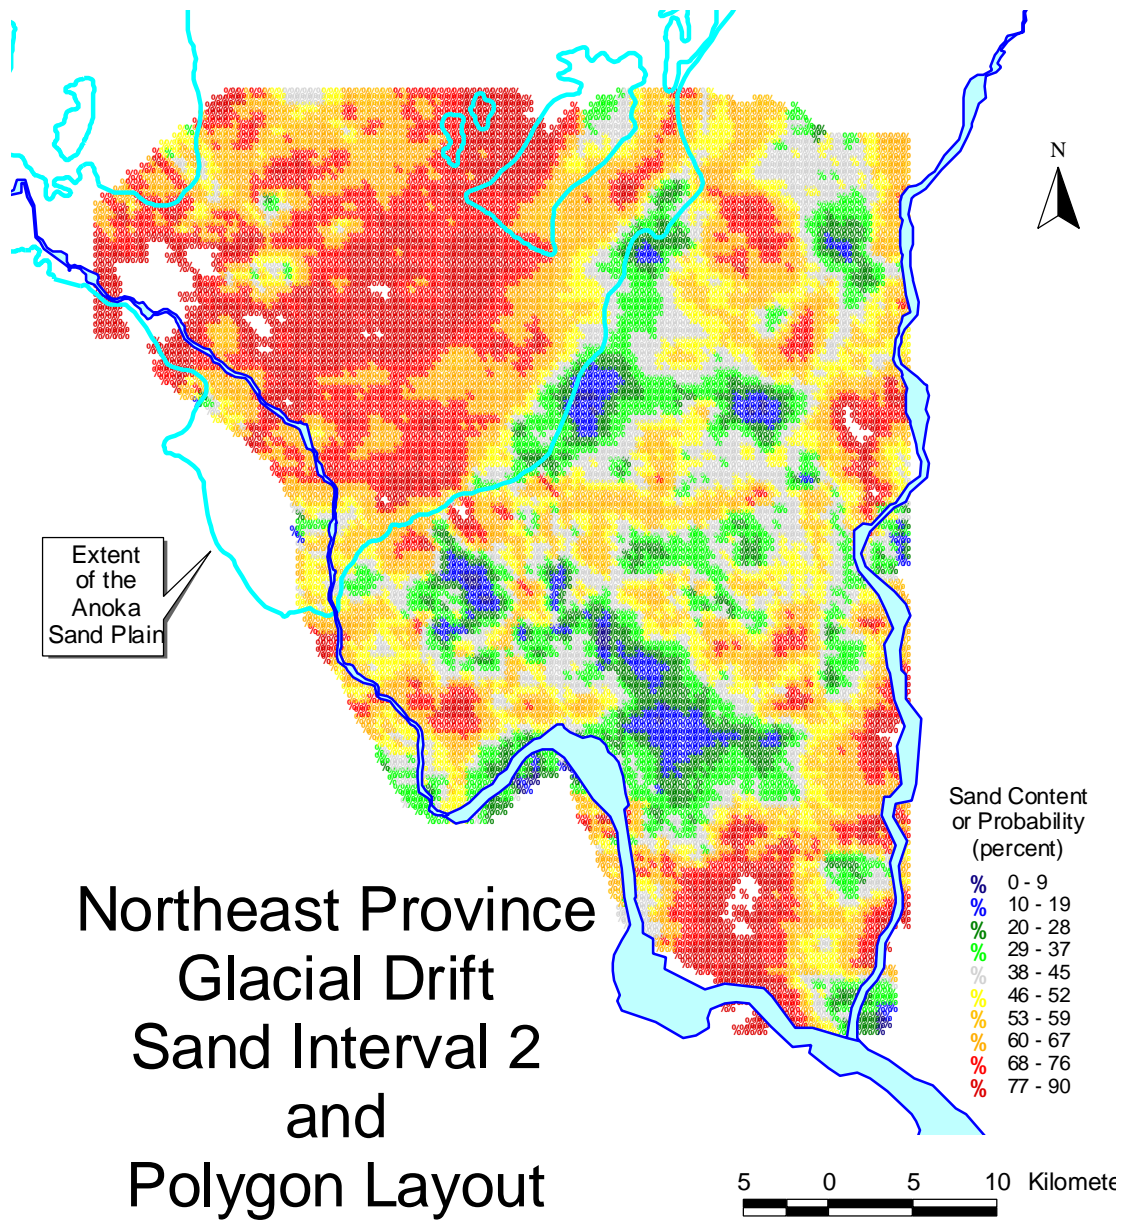 N
Extent
of the
Anoka
Sand Plain
Sand Content
or Probability
(percent)
% 0 - 9
% 10 - 19
% 20 - 28
% 29 - 37
% 38 - 45
% 46 - 52
% 53 - 59
% 60 - 67
% 68 - 76
% 77 - 90
Northeast Province
Glacial Drift
Sand Interval 2
and
Polygon Layout
5 0 5 10 Kilomete